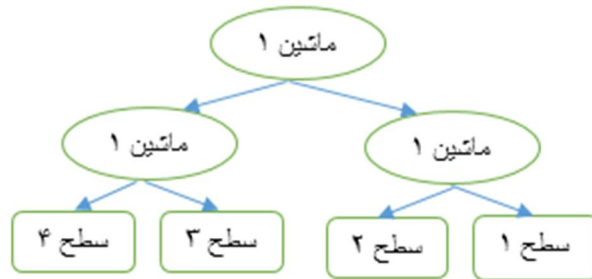 ماشین ۱
ماشین ۱
ماشین ۱
سطح ۱
سطح ۲
سطح ۳
سطح ۴